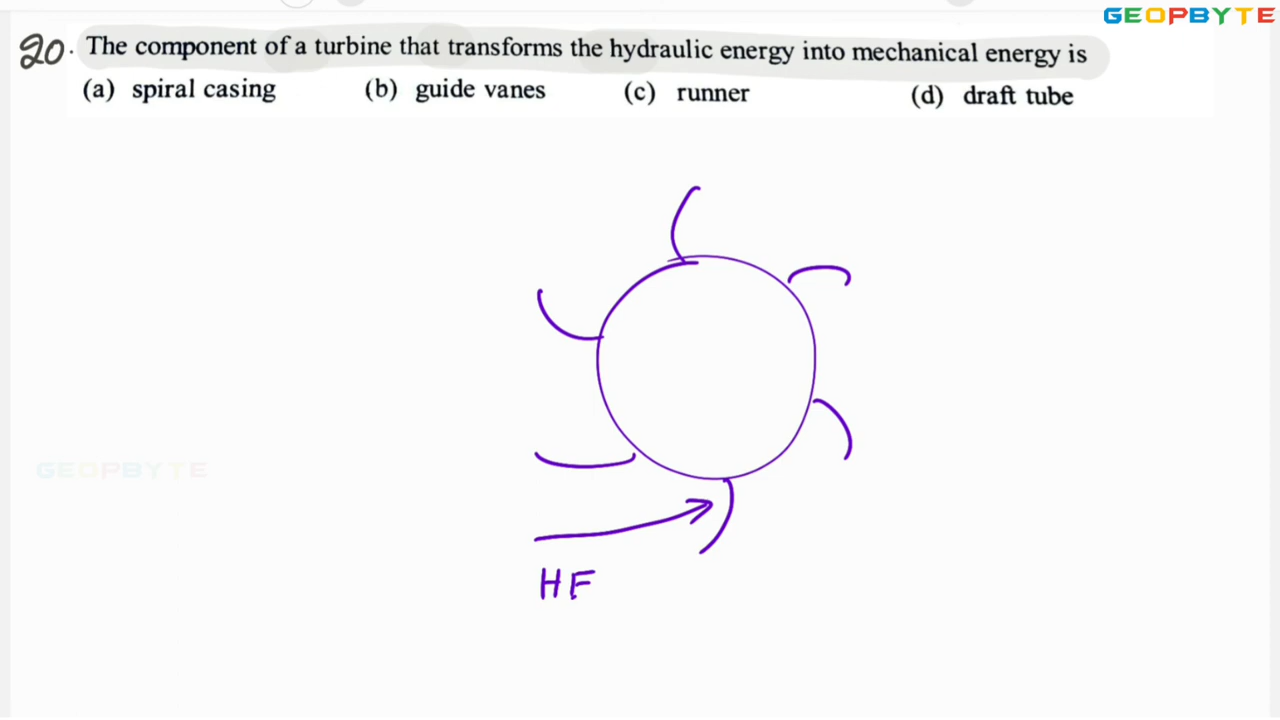 GEOPBYTE
20. The component of a turbine that transforms the hydraulic energy into mechanical energy is
(a) spiral casing (b) guide vanes (c) runner (d) draft tube
GEOPBYTE
HF